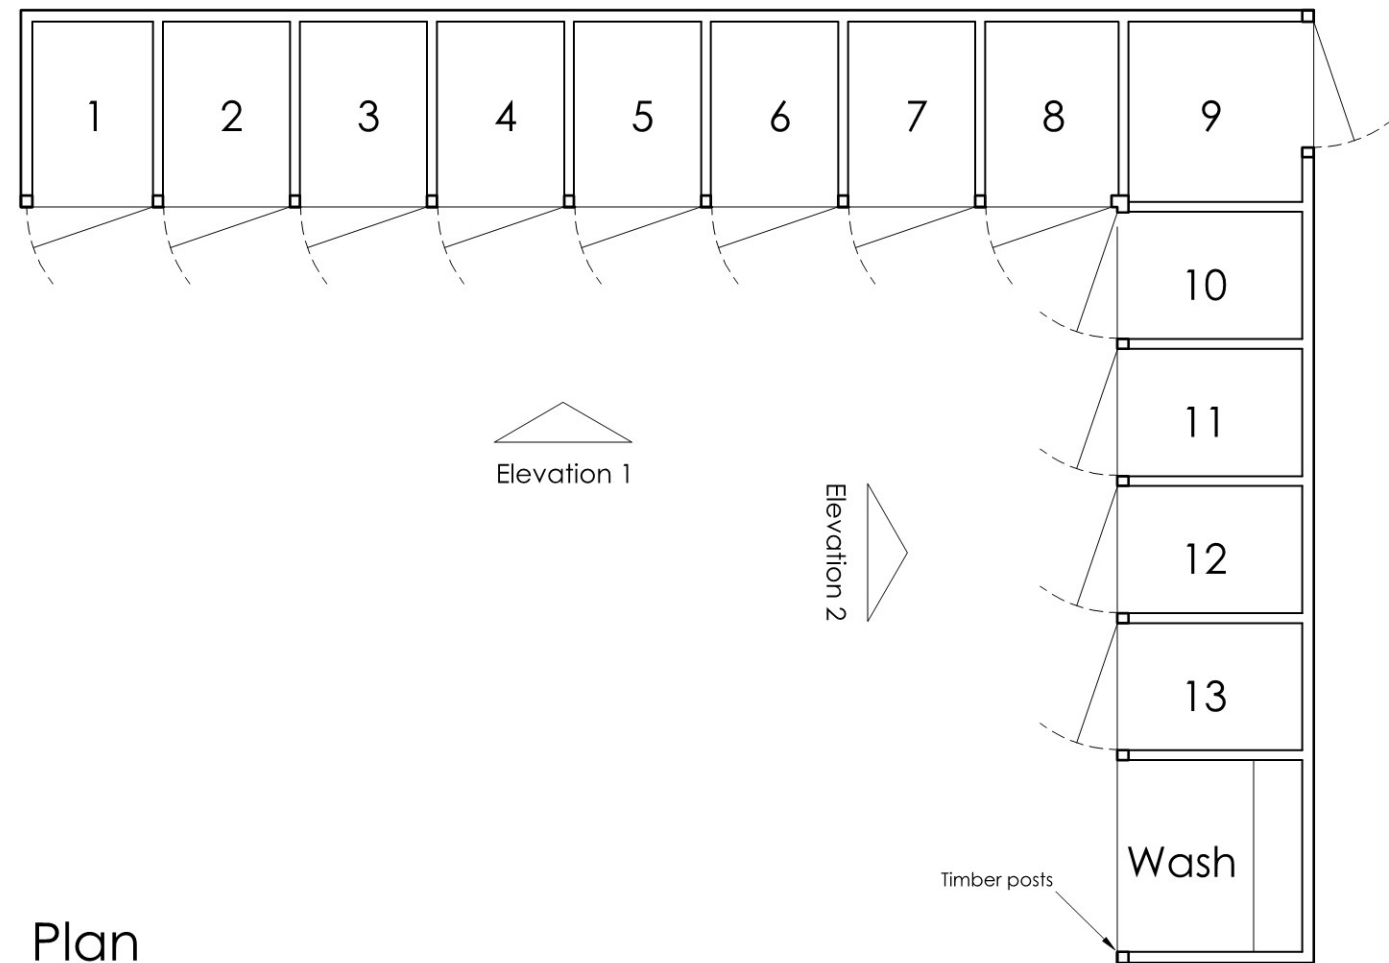 1 2 3 4 5 6 7 8 9
10
11
Elevation 1
Elevation 2
12
13
Wash
Timber posts
Plan